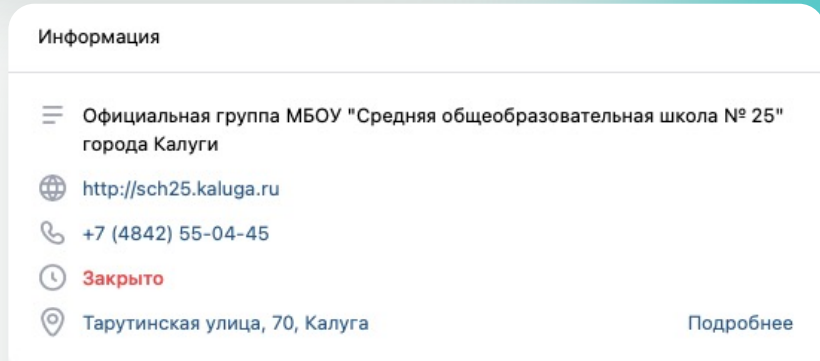 Информация
Официальная группа МБОУ "Средняя общеобразовательная школа № 25"
города Калуги
http://sch25.kaluga.ru
+7 (4842) 55-04-45
Закрыто
Тарутинская улица, 70, Калуга Подробнее